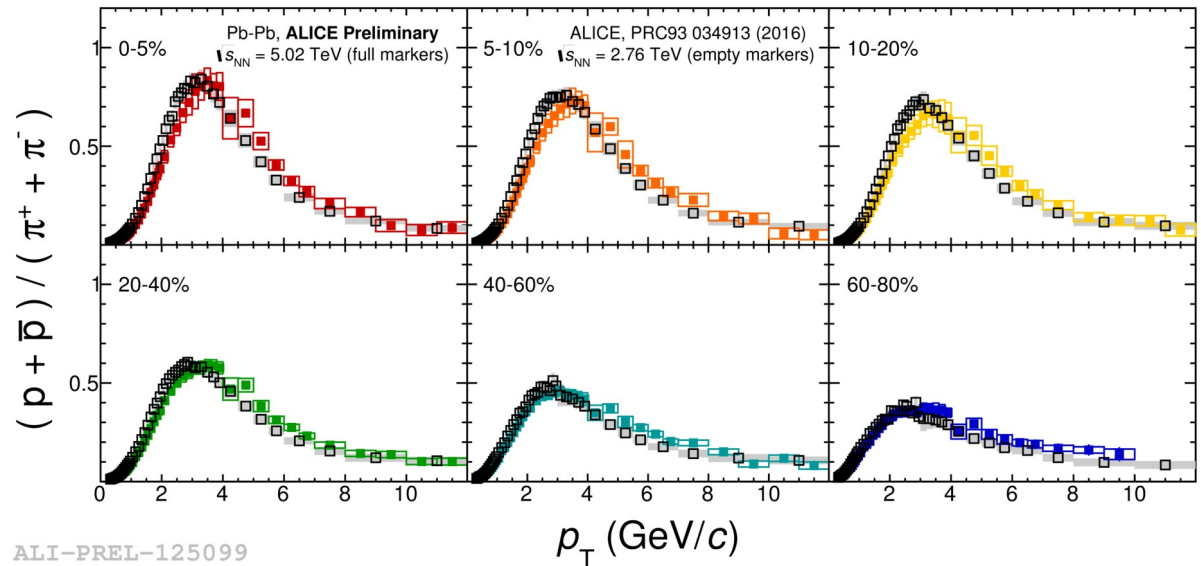 0-5%
Pb-Pb, ALICE Preliminary
√sNN = 5.02 TeV (full markers)
5-10%
ALICE, PRC93 034913 (2016)
√sNN = 2.76 TeV (empty markers)
10-20%
1
0.5
20-40%
40-60%
60-80%
1
0.5
0 2 4 6 8 10
2 4 6 8 10
2 4 6 8 10
(p + p̅) / (π⁺ + π⁻)
pT (GeV/c)
ALI-PREL-125099